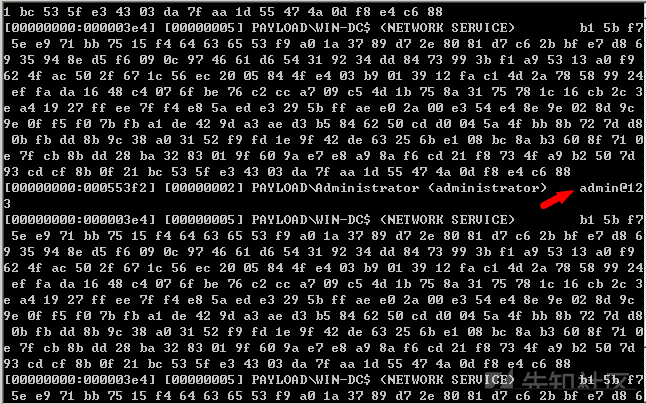 1 bc 53 5f e3 43 03 da 7f aa 1d 55 47 4a 0d f8 e4 c6 88
[00000000:000003e4] [00000005] PAYLOAD\WIN-DC$ (NETWORK SERVICE) b1 5b f7
5e e9 71 bb 75 15 f4 64 63 65 53 f9 a0 1a 37 89 d7 2e 80 81 d7 c6 2b bf e7 d8 6
9 35 94 8e d5 f6 09 0c 97 46 61 d6 54 31 92 34 dd 84 73 99 3b f1 a9 53 13 a0 f9
62 4f ac 50 2f 67 1c 56 ec 20 05 84 4f e4 03 b9 01 39 12 fa c1 4d 2a 78 58 99 24
ef fa da 16 48 c4 07 6f be 76 c2 cc a7 09 c5 4d 1b 75 8a 31 75 78 1c 16 cb 2c 3
e a4 19 27 ff ee 7f f4 e8 5a ed e3 29 5b ff ae e0 2a 00 e3 54 e4 8e 9e 02 8d 9c
9e 0f f5 f0 7b fb a1 de 42 9d a3 ae d3 b5 84 62 50 cd d0 04 5a 4f bb 8b 72 7d d8
0b fb dd 8b 9c 38 a0 31 52 f9 fd 1e 9f 42 de 63 25 6b e1 08 bc 8a b3 60 8f 71 0
e 7f cb 8b dd 28 ba 32 83 01 9f 60 9a e7 e8 a9 8a f6 cd 21 f8 73 4f a9 b2 50 7d
93 cd cf 8b 0f 21 bc 53 5f e3 43 03 da 7f aa 1d 55 47 4a 0d f8 e4 c6 88
[00000000:000553f2] [00000002] PAYLOAD\Administrator (administrator) admin@12
3
[00000000:000003e4] [00000005] PAYLOAD\WIN-DC$ (NETWORK SERVICE) b1 5b f7
5e e9 71 bb 75 15 f4 64 63 65 53 f9 a0 1a 37 89 d7 2e 80 81 d7 c6 2b bf e7 d8 6
9 35 94 8e d5 f6 09 0c 97 46 61 d6 54 31 92 34 dd 84 73 99 3b f1 a9 53 13 a0 f9
62 4f ac 50 2f 67 1c 56 ec 20 05 84 4f e4 03 b9 01 39 12 fa c1 4d 2a 78 58 99 24
ef fa da 16 48 c4 07 6f be 76 c2 cc a7 09 c5 4d 1b 75 8a 31 75 78 1c 16 cb 2c 3
e a4 19 27 ff ee 7f f4 e8 5a ed e3 29 5b ff ae e0 2a 00 e3 54 e4 8e 9e 02 8d 9c
9e 0f f5 f0 7b fb a1 de 42 9d a3 ae d3 b5 84 62 50 cd d0 04 5a 4f bb 8b 72 7d d8
0b fb dd 8b 9c 38 a0 31 52 f9 fd 1e 9f 42 de 63 25 6b e1 08 bc 8a b3 60 8f 71 0
e 7f cb 8b dd 28 ba 32 83 01 9f 60 9a e7 e8 a9 8a f6 cd 21 f8 73 4f a9 b2 50 7d
93 cd cf 8b 0f 21 bc 53 5f e3 43 03 da 7f aa 1d 55 47 4a 0d f8 e4 c6 88
[00000000:000003e4] [00000005] PAYLOAD\WIN-DC$ (NETWORK SERVICE) b1 5b f7
5e e9 71 bb 75 15 f4 64 63 65 53 f9 a0 1a 37 89 d7 2e 80 81 d7 c6 2b bf e7 d8 6
先知社区